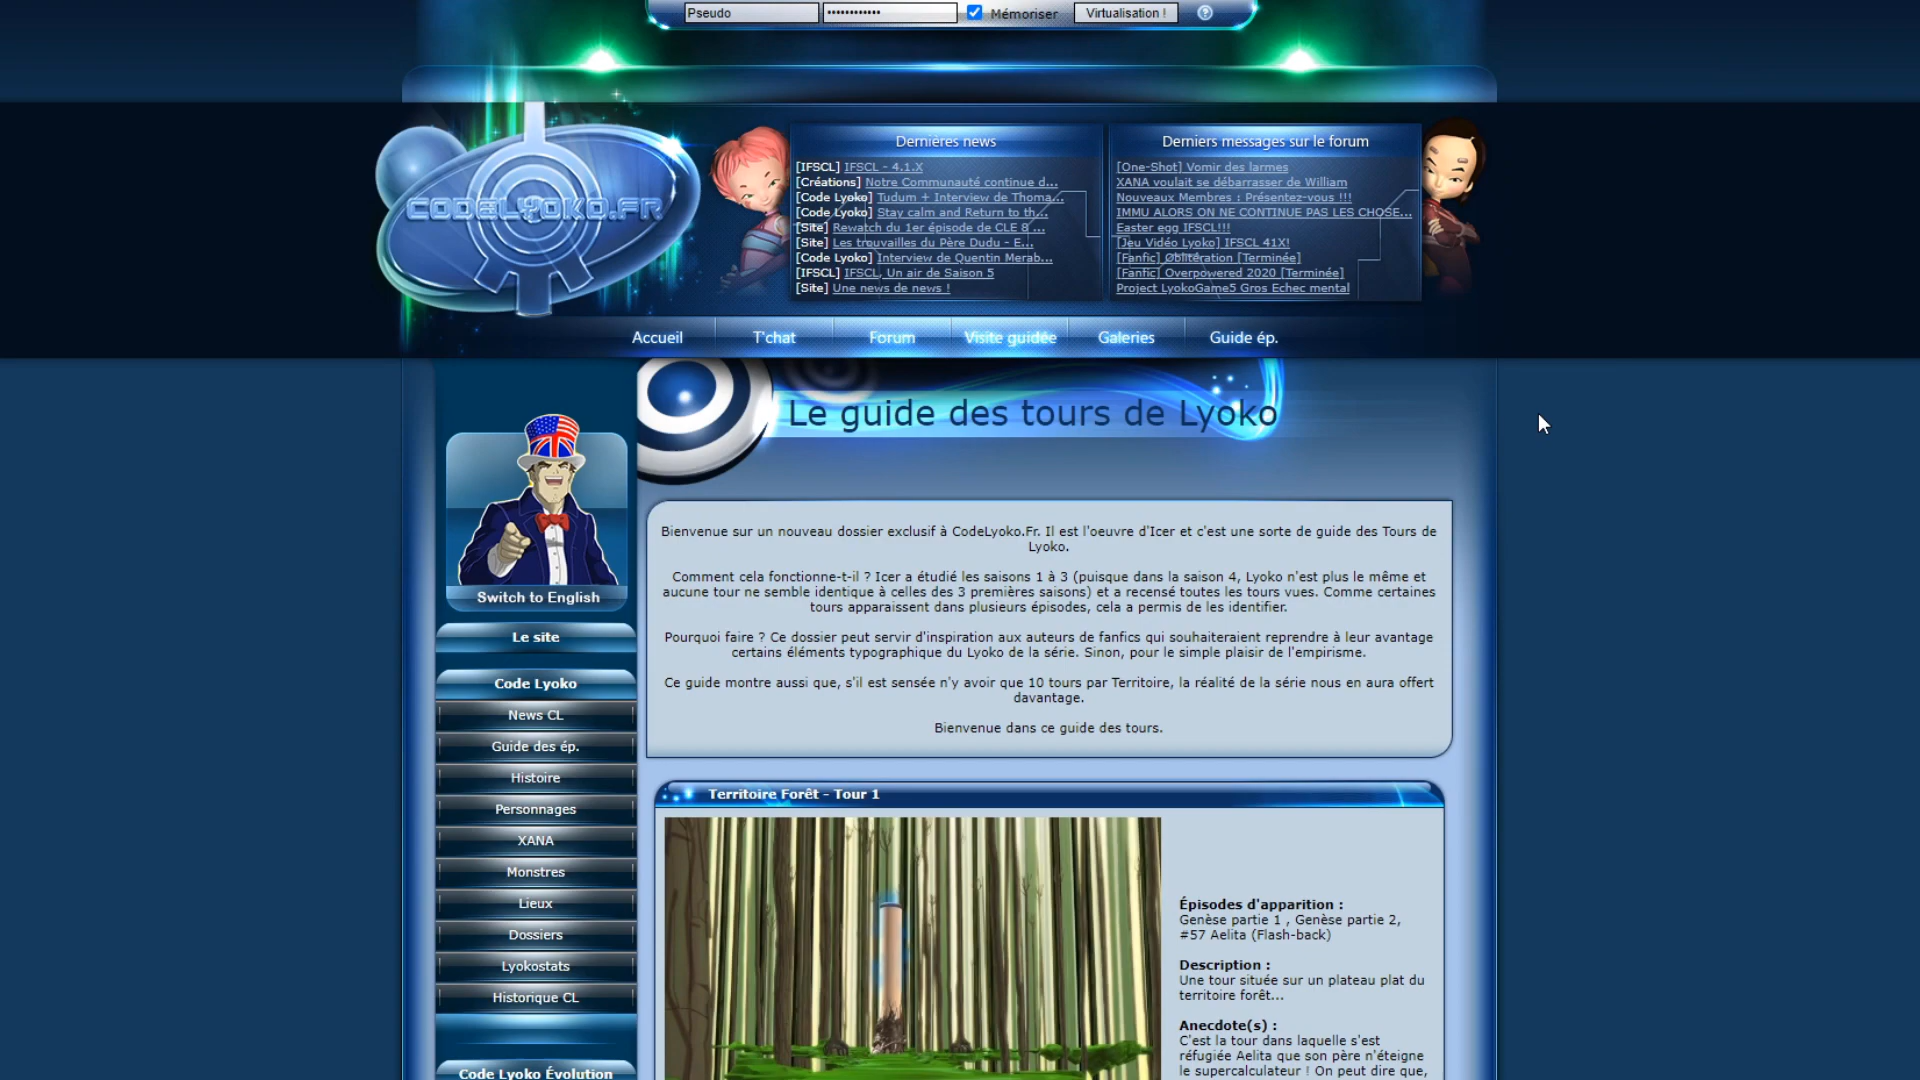 Pseudo
••••••••••••
Mémoriser
Virtualisation !
?
CODELYOKO.FR
Dernières news
[IFSCL] IFSCL - 4.1.X
[Créations] Notre Communauté continue d...
[Code Lyoko] Tudum + Interview de Thoma...
[Code Lyoko] Stay calm and Return to th...
[Site] Rewatch du 1er épisode de CLE 8 ...
[Site] Les trouvailles du Père Dudu - E...
[Code Lyoko] Interview de Quentin Merab...
[IFSCL] IFSCL, Un air de Saison 5
[Site] Une news de news !
Derniers messages sur le forum
[One-Shot] Vomir des larmes
XANA voulait se débarrasser de William
Nouveaux Membres : Présentez-vous !!!
IMMU ALORS ON NE CONTINUE PAS LES CHOSE...
Easter egg IFSCL!!!
[Jeu Vidéo Lyoko] IFSCL 41X!
[Fanfic] Oblitération [Terminée]
[Fanfic] Overpowered 2020 [Terminée]
Project LyokoGame5 Gros Echec mental
Accueil
T'chat
Forum
Visite guidée
Galeries
Guide ép.
Switch to English
Le site
Code Lyoko
News CL
Guide des ép.
Histoire
Personnages
XANA
Monstres
Lieux
Dossiers
Lyokostats
Historique CL
Code Lyoko Évolution
Le guide des tours de Lyoko
Bienvenue sur un nouveau dossier exclusif à CodeLyoko.Fr. Il est l'oeuvre d'Icer et c'est une sorte de guide des Tours de
Lyoko.
Comment cela fonctionne-t-il ? Icer a étudié les saisons 1 à 3 (puisque dans la saison 4, Lyoko n'est plus le même et
aucune tour ne semble identique à celles des 3 premières saisons) et a recensé toutes les tours vues. Comme certaines
tours apparaissent dans plusieurs épisodes, cela a permis de les identifier.
Pourquoi faire ? Ce dossier peut servir d'inspiration aux auteurs de fanfics qui souhaiteraient reprendre à leur avantage
certains éléments typographique du Lyoko de la série. Sinon, pour le simple plaisir de l'empirisme.
Ce guide montre aussi que, s'il est sensée n'y avoir que 10 tours par Territoire, la réalité de la série nous en aura offert
davantage.
Bienvenue dans ce guide des tours.
Territoire Forêt - Tour 1
Épisodes d'apparition :
Genèse partie 1 , Genèse partie 2,
#57 Aelita (Flash-back)
Description :
Une tour située sur un plateau plat du
territoire forêt...
Anecdote(s) :
C'est la tour dans laquelle s'est
réfugiée Aelita que son père n'éteigne
le supercalculateur ! On peut dire que,